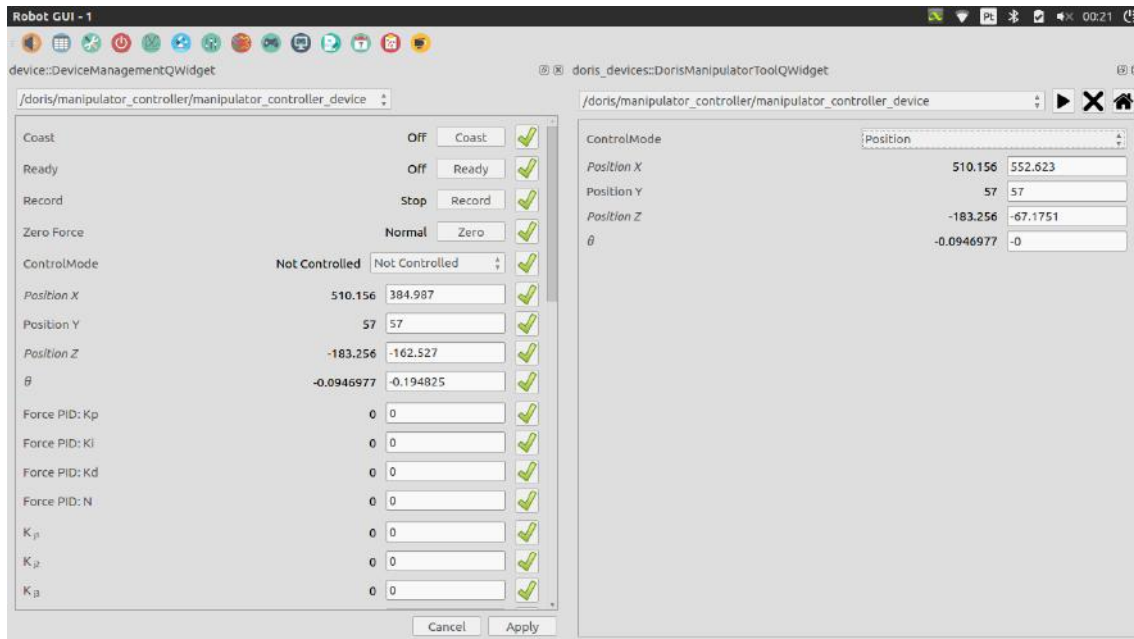 Robot GUI - 1
Pt
00:21
device::DeviceManagementQWidget
/doris/manipulator_controller/manipulator_controller_device
Coast Off Coast
Ready Off Ready
Record Stop Record
Zero Force Normal Zero
ControlMode Not Controlled Not Controlled
Position X 510.156 384.987
Position Y 57 57
Position Z -183.256 -162.527
θ -0.0946977 -0.194825
Force PID: Kp 0 0
Force PID: Ki 0 0
Force PID: Kd 0 0
Force PID: N 0 0
K 0 0
K 0 0
K 0 0
Cancel Apply
doris_devices::DorisManipulatorToolQWidget
/doris/manipulator_controller/manipulator_controller_device
ControlMode Position
Position X 510.156 552.623
Position Y 57 57
Position Z -183.256 -67.1751
θ -0.0946977 -0